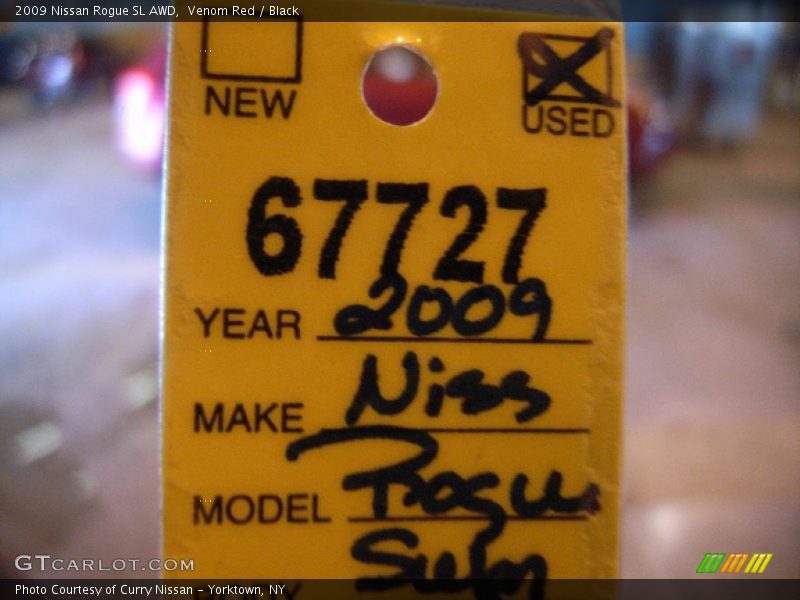 2009 Nissan Rogue SL AWD, Venom Red / Black
NEW USED
67727
YEAR 2009
MAKE Niss
MODEL Rogue
GTCARLOT.COM
Photo Courtesy of Curry Nissan - Yorktown, NY